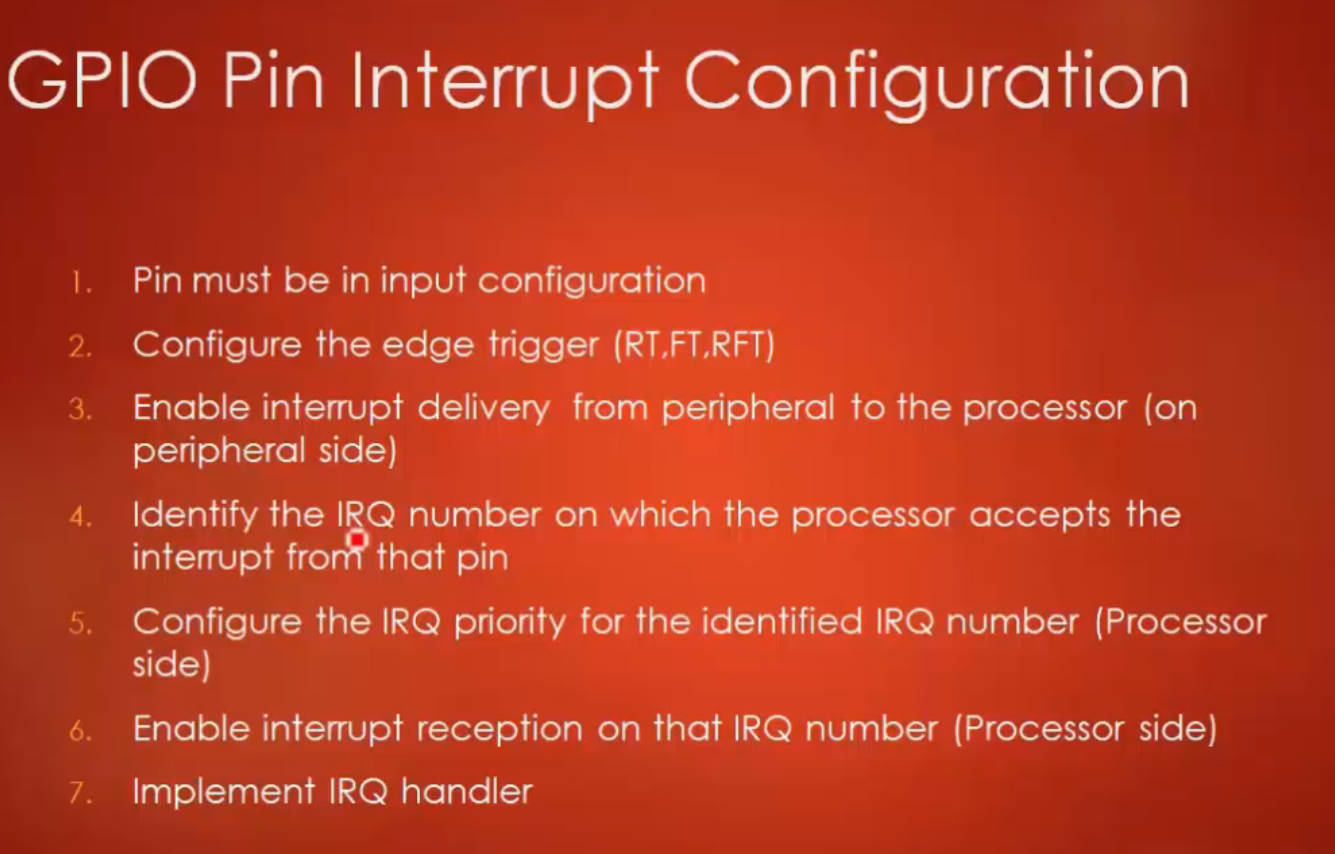 GPIO Pin Interrupt Configuration
1. Pin must be in input configuration
2. Configure the edge trigger (RT,FT,RFT)
3. Enable interrupt delivery from peripheral to the processor (on
peripheral side)
4. Identify the IRQ number on which the processor accepts the
interrupt from that pin
5. Configure the IRQ priority for the identified IRQ number (Processor
side)
6. Enable interrupt reception on that IRQ number (Processor side)
7. Implement IRQ handler